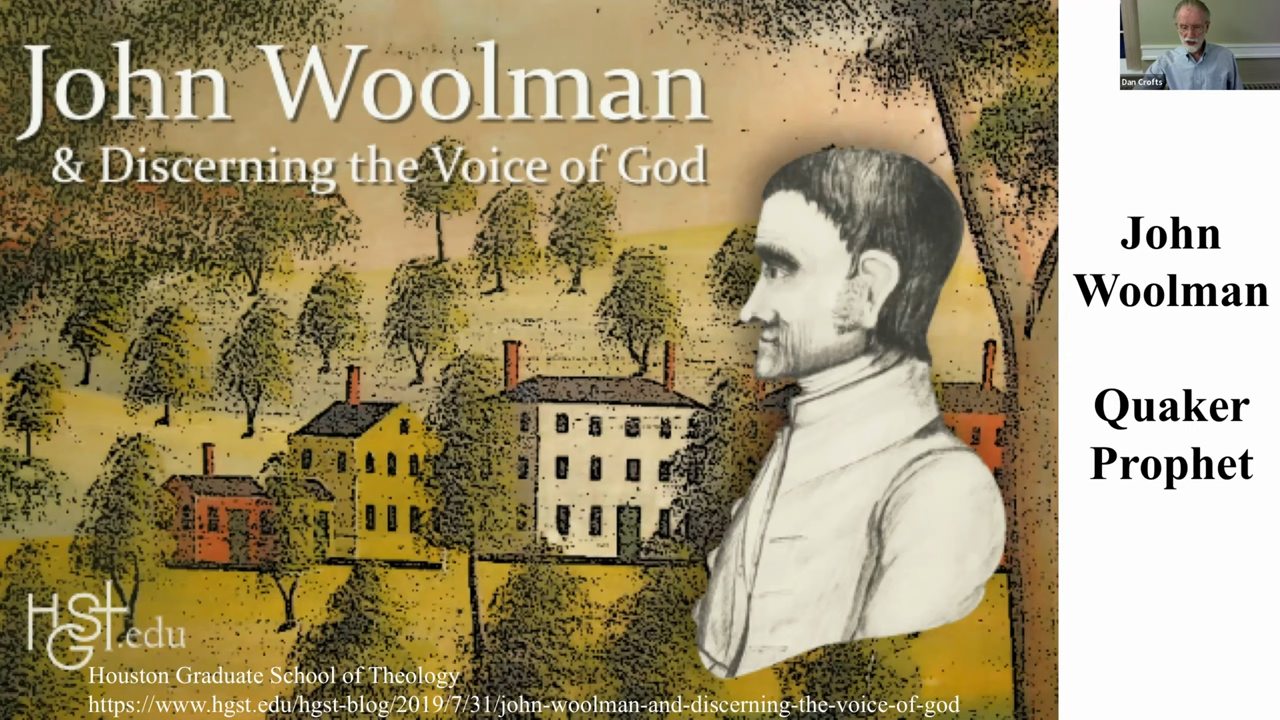 John Woolman
& Discerning the Voice of God
HGST.edu
Houston Graduate School of Theology
https://www.hgst.edu/hgst-blog/2019/7/31/john-woolman-and-discerning-the-voice-of-god
Dan Crofts
John
Woolman
Quaker
Prophet